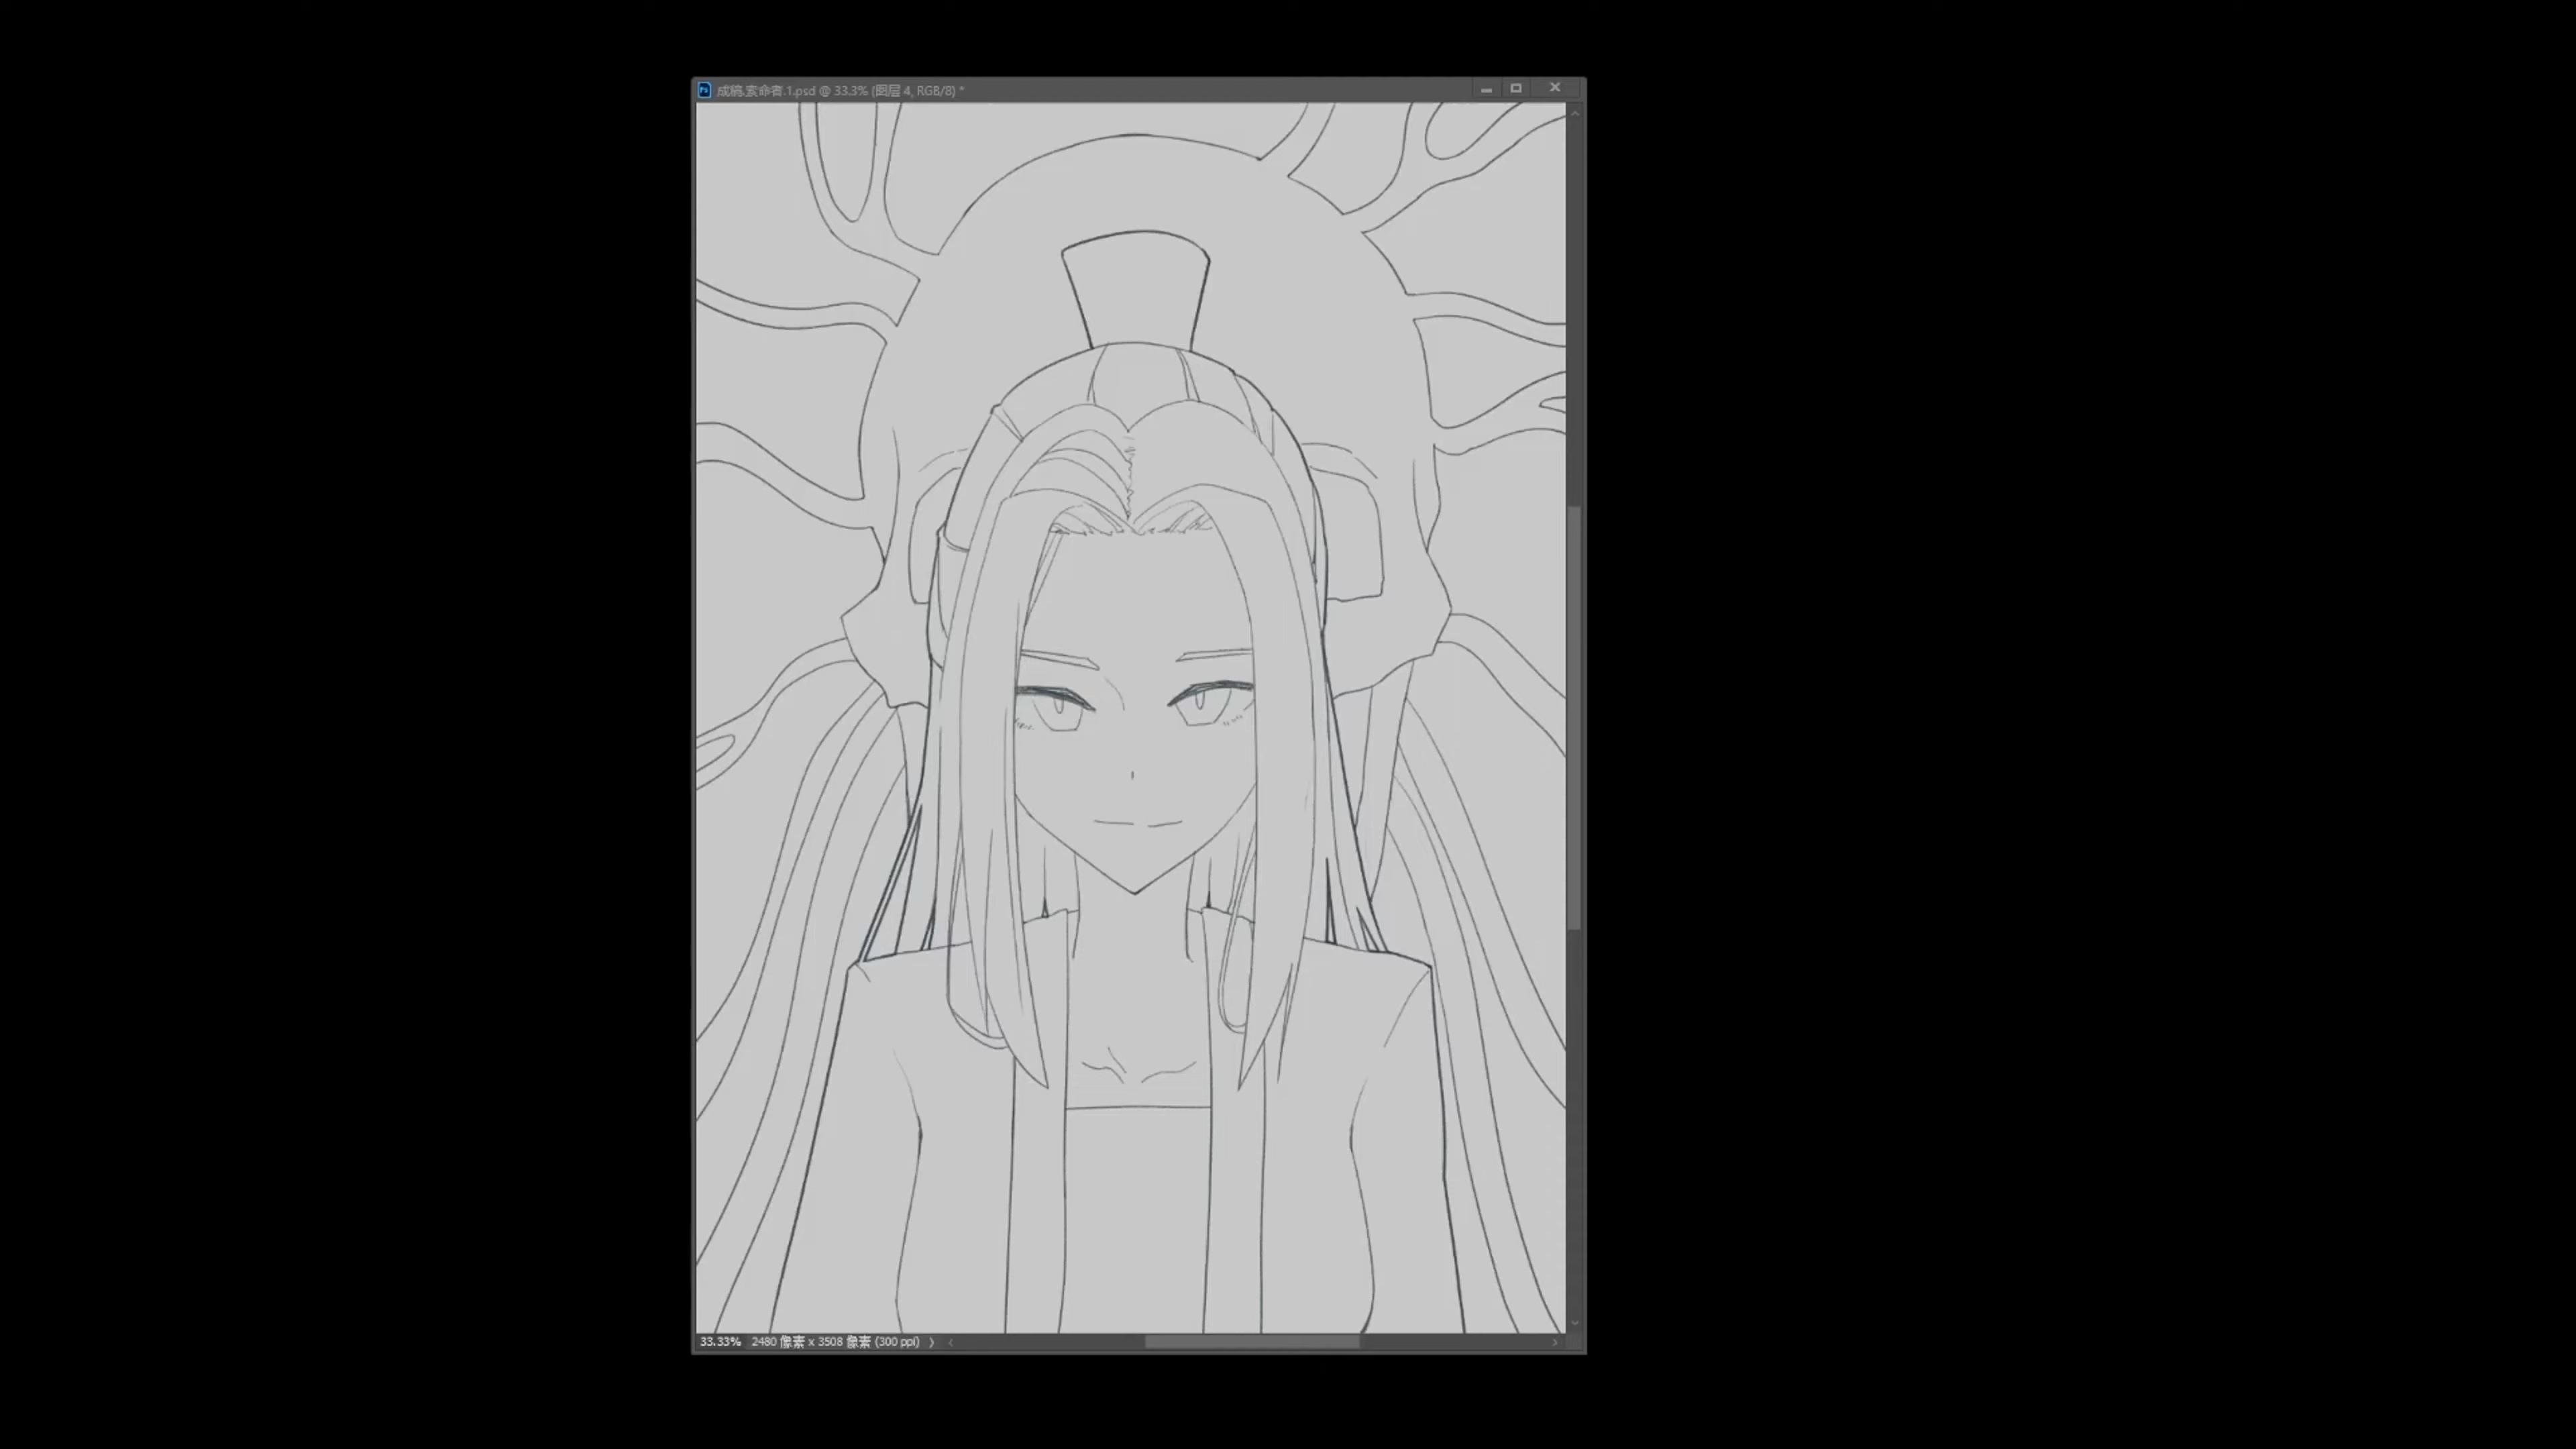 Ps 成稿.索命者.1.psd @ 33.3% (图层 4, RGB/8) *
33.33% 2480 像素 x 3508 像素 (300 ppi)